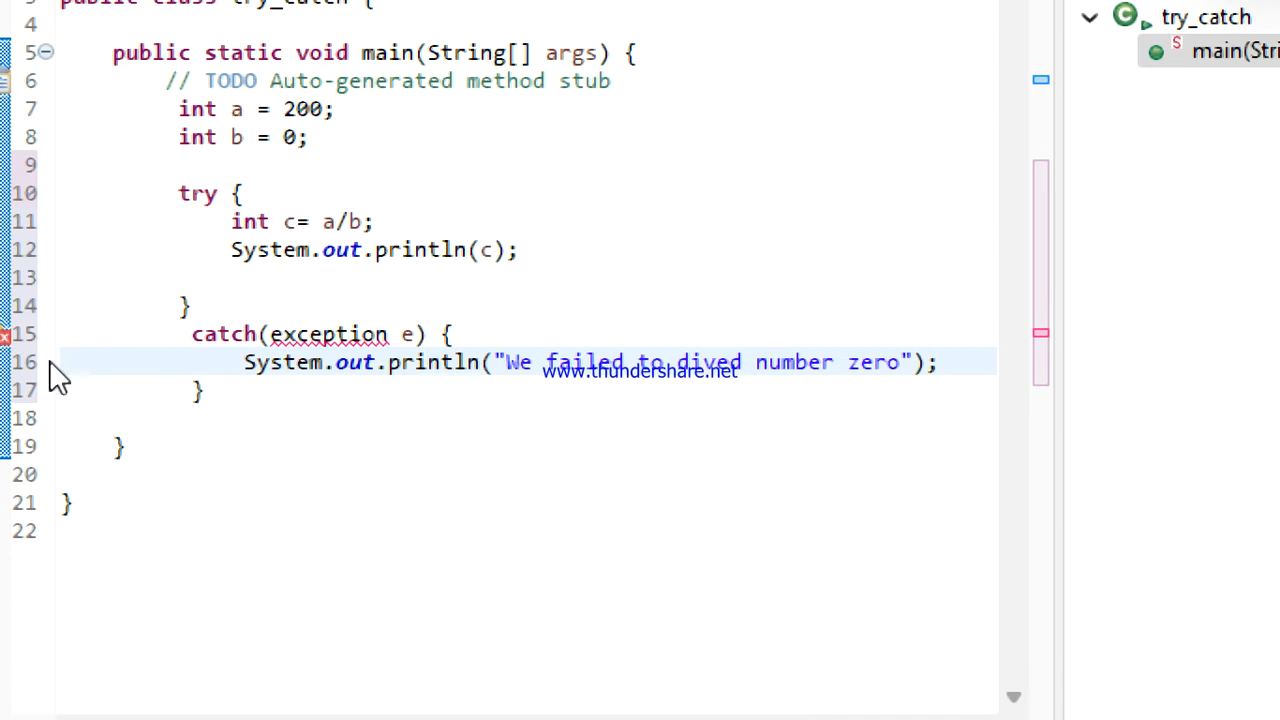 public class try_catch {
4
5 public static void main(String[] args) {
6 // TODO Auto-generated method stub
7 int a = 200;
8 int b = 0;
9
10 try {
11 int c= a/b;
12 System.out.println(c);
13
14 }
15 catch(exception e) {
16 System.out.println("We failed to dived number zero");
www.thundershare.net
17 }
18
19 }
20
21 }
22
C try_catch
S main(Stri